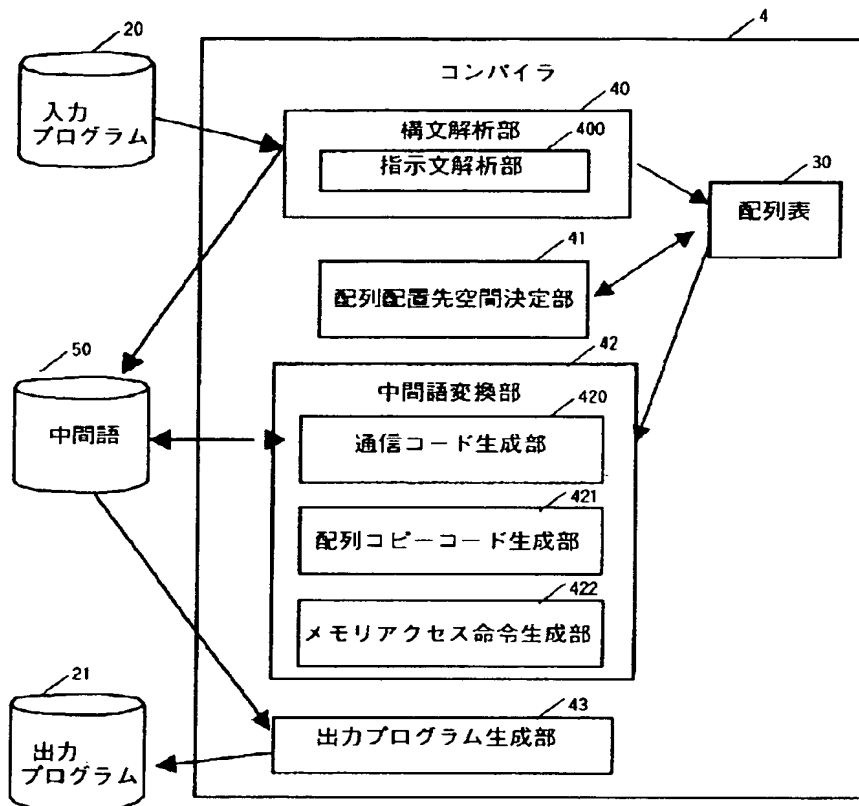 20
入力
プログラム
4
コンパイラ
40
構文解析部
400
指示文解析部
30
配列表
41
配列配置先空間決定部
50
中間語
42
中間語変換部
420
通信コード生成部
421
配列コピーコード生成部
422
メモリアクセス命令生成部
21
出力
プログラム
43
出力プログラム生成部